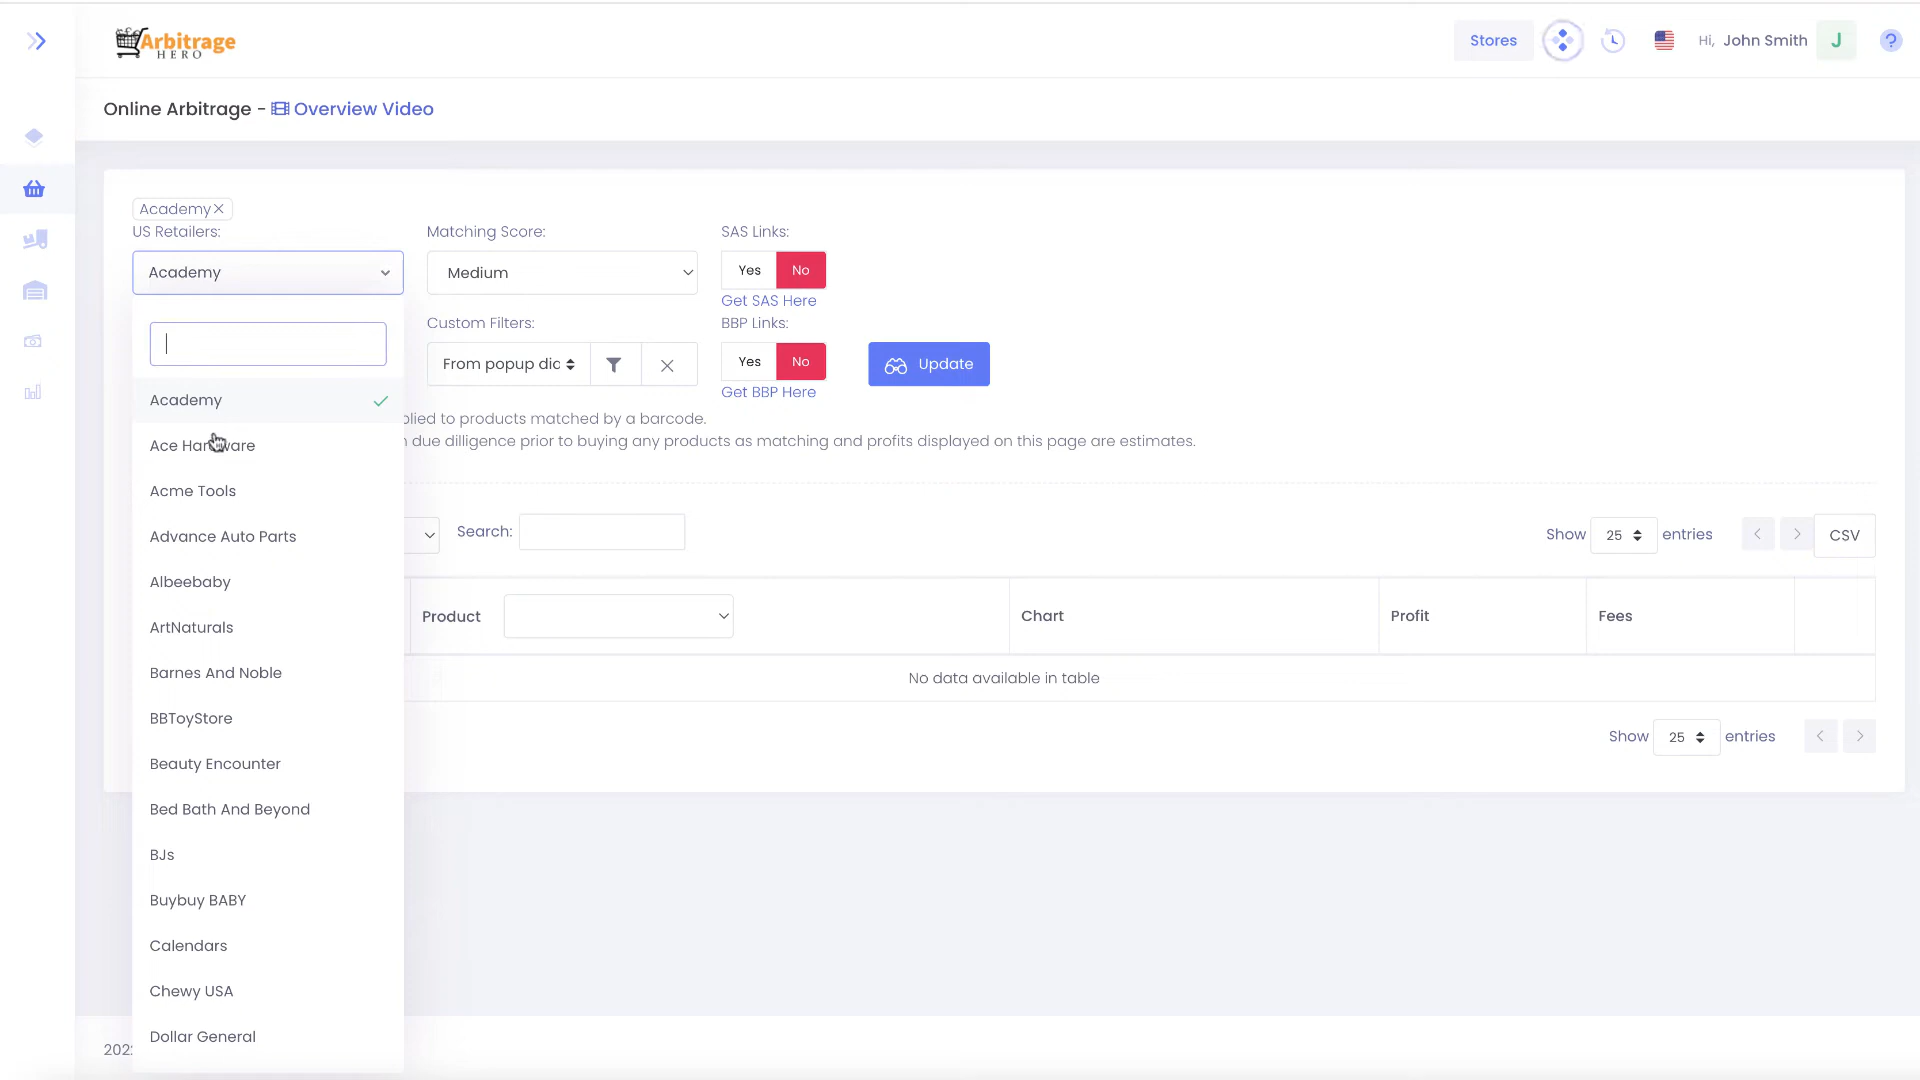 Arbitrage
HERO
Stores
Hi, John Smith
J
?
Online Arbitrage - Overview Video
Academy
US Retailers:
Matching Score:
SAS Links:
Academy
Medium
Yes
No
Get SAS Here
Custom Filters:
BBP Links:
From popup dic
Yes
No
Update
Get BBP Here
Academy
plied to products matched by a barcode.
due dilligence prior to buying any products as matching and profits displayed on this page are estimates.
Ace Hardware
Acme Tools
Advance Auto Parts
Albeebaby
ArtNaturals
Barnes And Noble
BBToyStore
Beauty Encounter
Bed Bath And Beyond
BJs
Buybuy BABY
Calendars
Chewy USA
Dollar General
Search:
Show 25 entries
CSV
Product
Chart
Profit
Fees
No data available in table
Show 25 entries
202